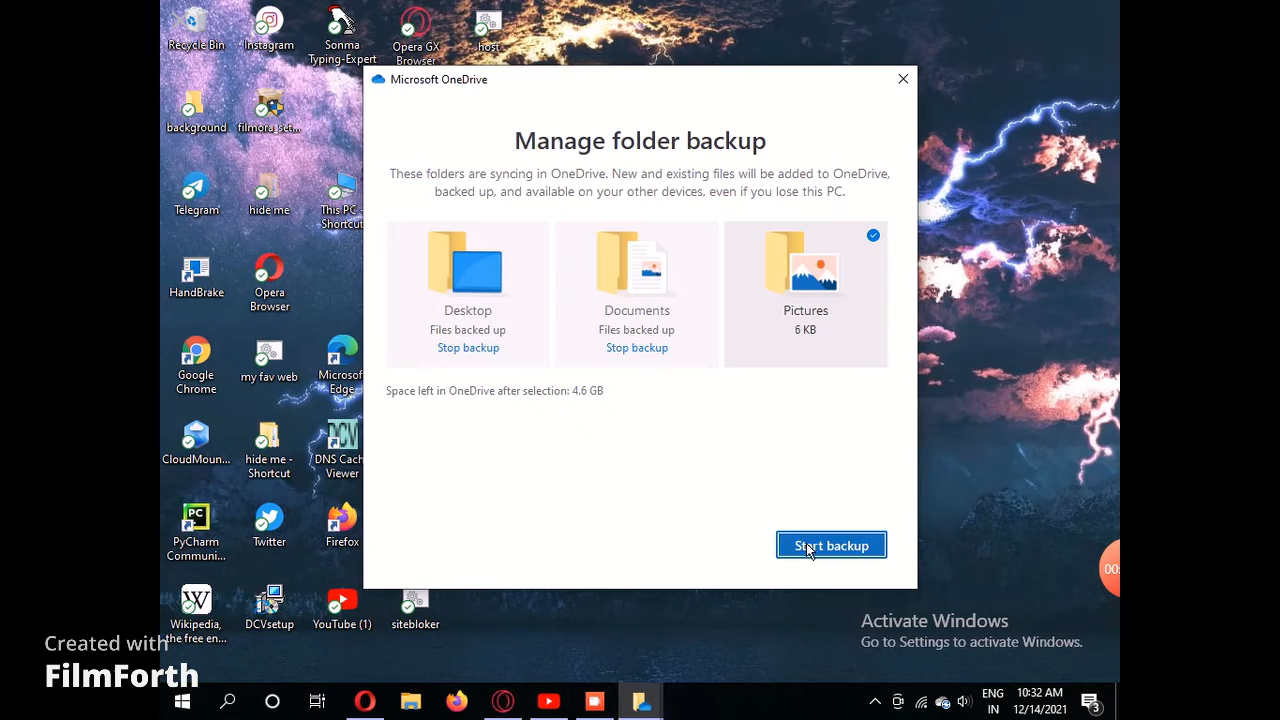 Recycle Bin
Instagram
Sonma
Typing-Expert
Opera GX
Browser
host
background
filmora_set...
Telegram
hide me
This PC -
Shortcut
HandBrake
Opera
Browser
Google
Chrome
my fav web
Microsof
Edge
CloudMoun...
hide me -
Shortcut
DCV
DNS Cach
Viewer
PC
PyCharm
Communi...
Twitter
Firefox
W
Wikipedia,
the free en...
DCVsetup
YouTube (1)
sitebloker
Microsoft OneDrive
Manage folder backup
These folders are syncing in OneDrive. New and existing files will be added to OneDrive,
backed up, and available on your other devices, even if you lose this PC.
Desktop
Files backed up
Stop backup
Documents
Files backed up
Stop backup
Pictures
6 KB
Space left in OneDrive after selection: 4.6 GB
Start backup
00:
Activate Windows
Go to Settings to activate Windows.
Created with
FilmForth
ENG
IN
10:32 AM
12/14/2021
3